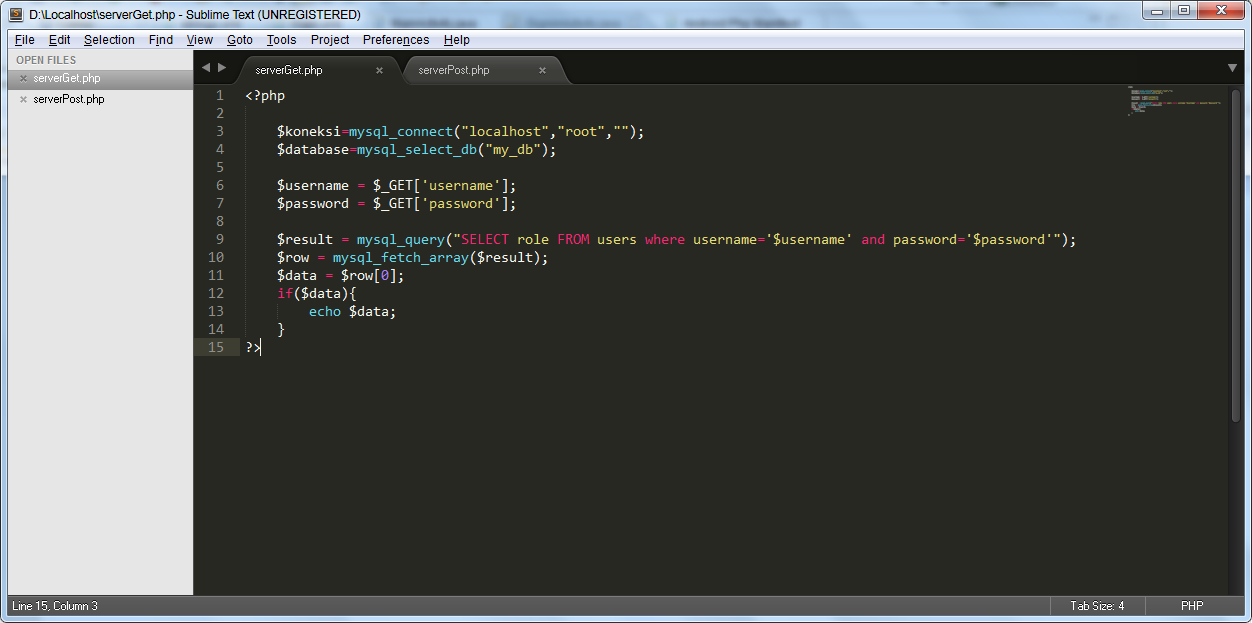 D:\Localhost\serverGet.php - Sublime Text (UNREGISTERED)
File Edit Selection Find View Goto Tools Project Preferences Help
OPEN FILES
serverGet.php
serverPost.php
serverGet.php serverPost.php
1 <?php
2
3 $koneksi=mysql_connect("localhost","root","");
4 $database=mysql_select_db("my_db");
5
6 $username = $_GET['username'];
7 $password = $_GET['password'];
8
9 $result = mysql_query("SELECT role FROM users where username='$username' and password='$password'");
10 $row = mysql_fetch_array($result);
11 $data = $row[0];
12 if($data){
13 echo $data;
14 }
15 ?>
Line 15, Column 3 Tab Size: 4 PHP